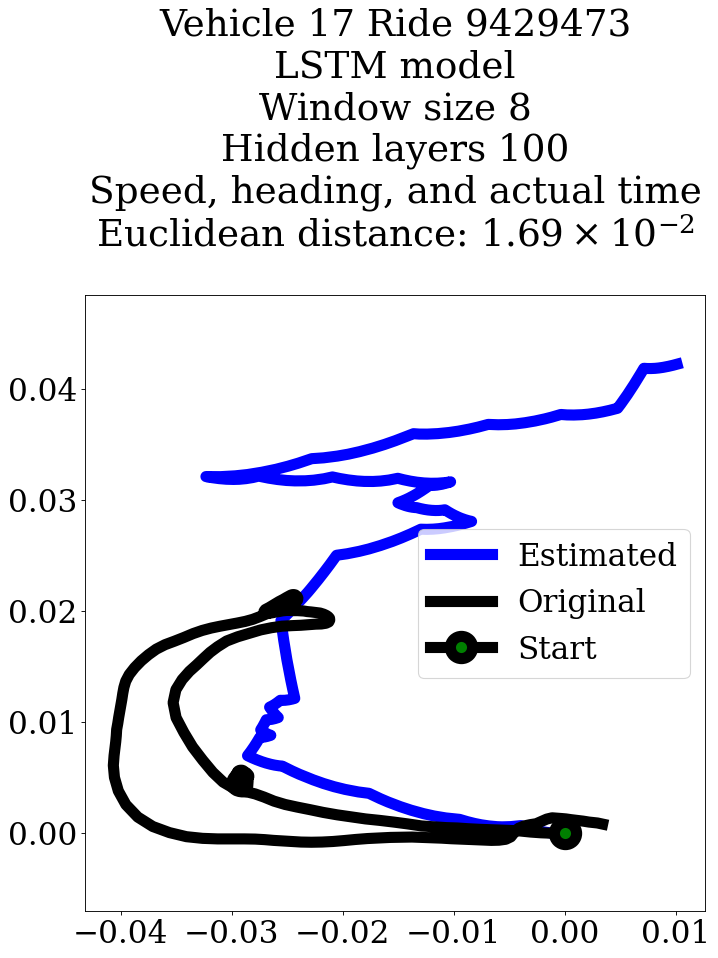 Vehicle 17 Ride 9429473
LSTM model
Window size 8
Hidden layers 100
Speed, heading, and actual time
Euclidean distance: 1.69 × 10⁻²
0.04
0.03
0.02
0.01
0.00
Estimated
Original
Start
−0.04 −0.03 −0.02 −0.01 0.00 0.01